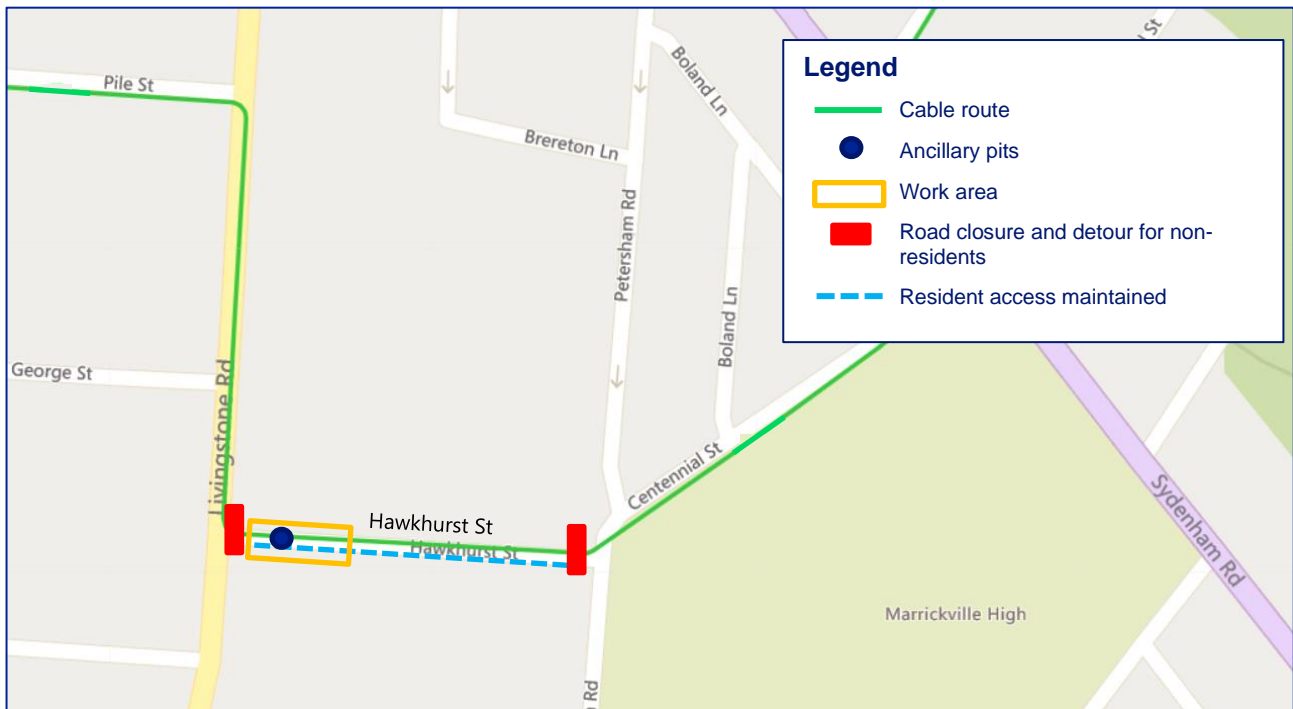 Pile St
Boland Ln
Brereton Ln
Petersham Rd
Boland Ln
George St
Livingstone Rd
Centennial St
Hawkhurst St
Hawkhurst St
Sydenham Rd
Marrickville High
Rd
St
Legend
Cable route
Ancillary pits
Work area
Road closure and detour for non-
residents
Resident access maintained